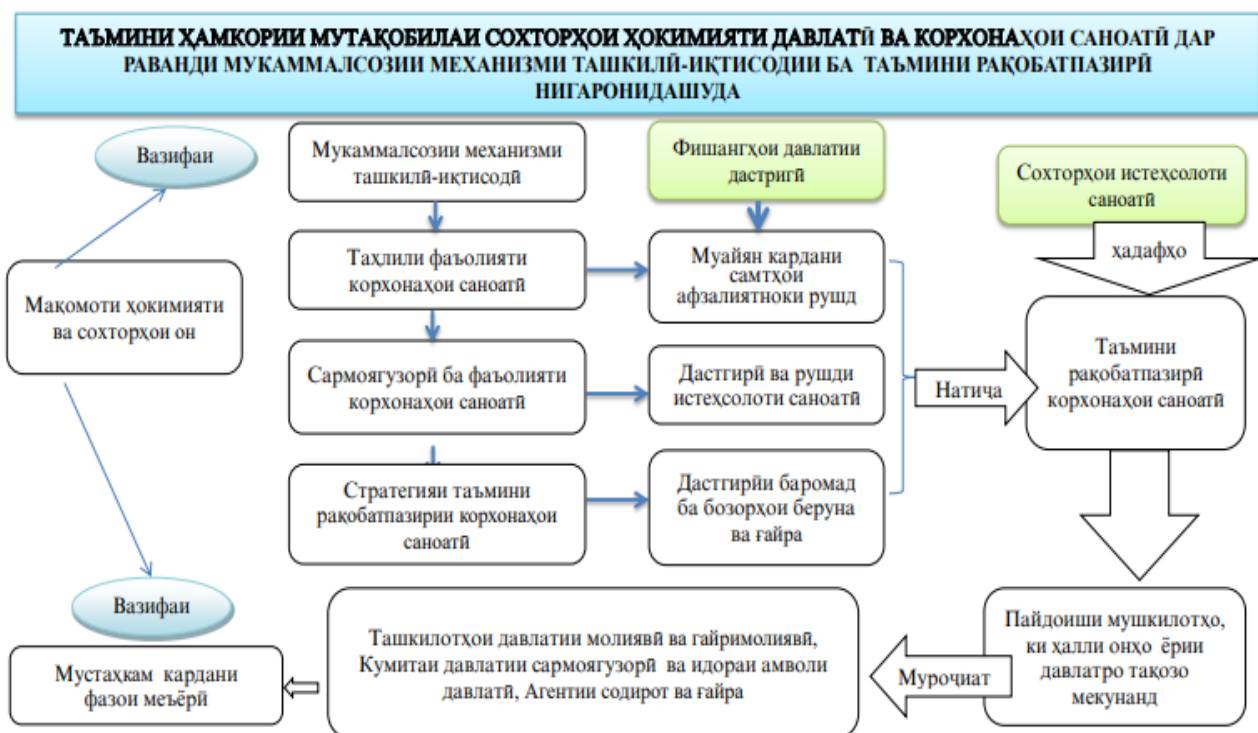 ТАЪМИНИ ҲАМКОРИИ МУТАҚОБИЛАИ СОХТОРҲОИ ҲОКИМИЯТИ ДАВЛАТӢ ВА КОРХОНАҲОИ САНОАТӢ ДАР
РАВАНДИ МУКАММАЛСОЗИИ МЕХАНИЗМИ ТАШКИЛӢ-ИҚТИСОДИИ БА ТАЪМИНИ РАҚОБАТПАЗИРӢ
НИГАРОНИДАШУДА
Вазифаи
Мукаммалсозии механизми
ташкилӣ-иқтисодӣ
Фишангҳои давлатии
дастригӣ
Сохторҳои истеҳсолоти
саноатӣ
ҳадафҳо
Мақомоти ҳокимияти
ва сохторҳои он
Таҳлили фаъолияти
корхонаҳои саноатӣ
Муайян кардани
самтҳои
афзалиятноки рушд
Таъмини
рақобатпазирӣ
корхонаҳои саноатӣ
Сармоягузорӣ ба фаъолияти
корхонаҳои саноатӣ
Дастгирӣ ва рушди
истеҳсолоти саноатӣ
Натиҷа
Стратегияи таъмини
рақобатпазирии корхонаҳои
саноатӣ
Дастгирӣи баромад
ба бозорҳои беруна
ва ғайра
Вазифаи
Мустаҳкам кардани
фазои меъёрӣ
Ташкилотҳои давлатии молиявӣ ва гайримолиявӣ,
Кумитаи давлатии сармоягузорӣ ва идораи амволи
давлатӣ, Агентии содирот ва ғайра
Муроҷиат
Пайдоиши мушкилотҳо,
ки ҳалли онҳо ёрии
давлатро тақозо
мекунанд